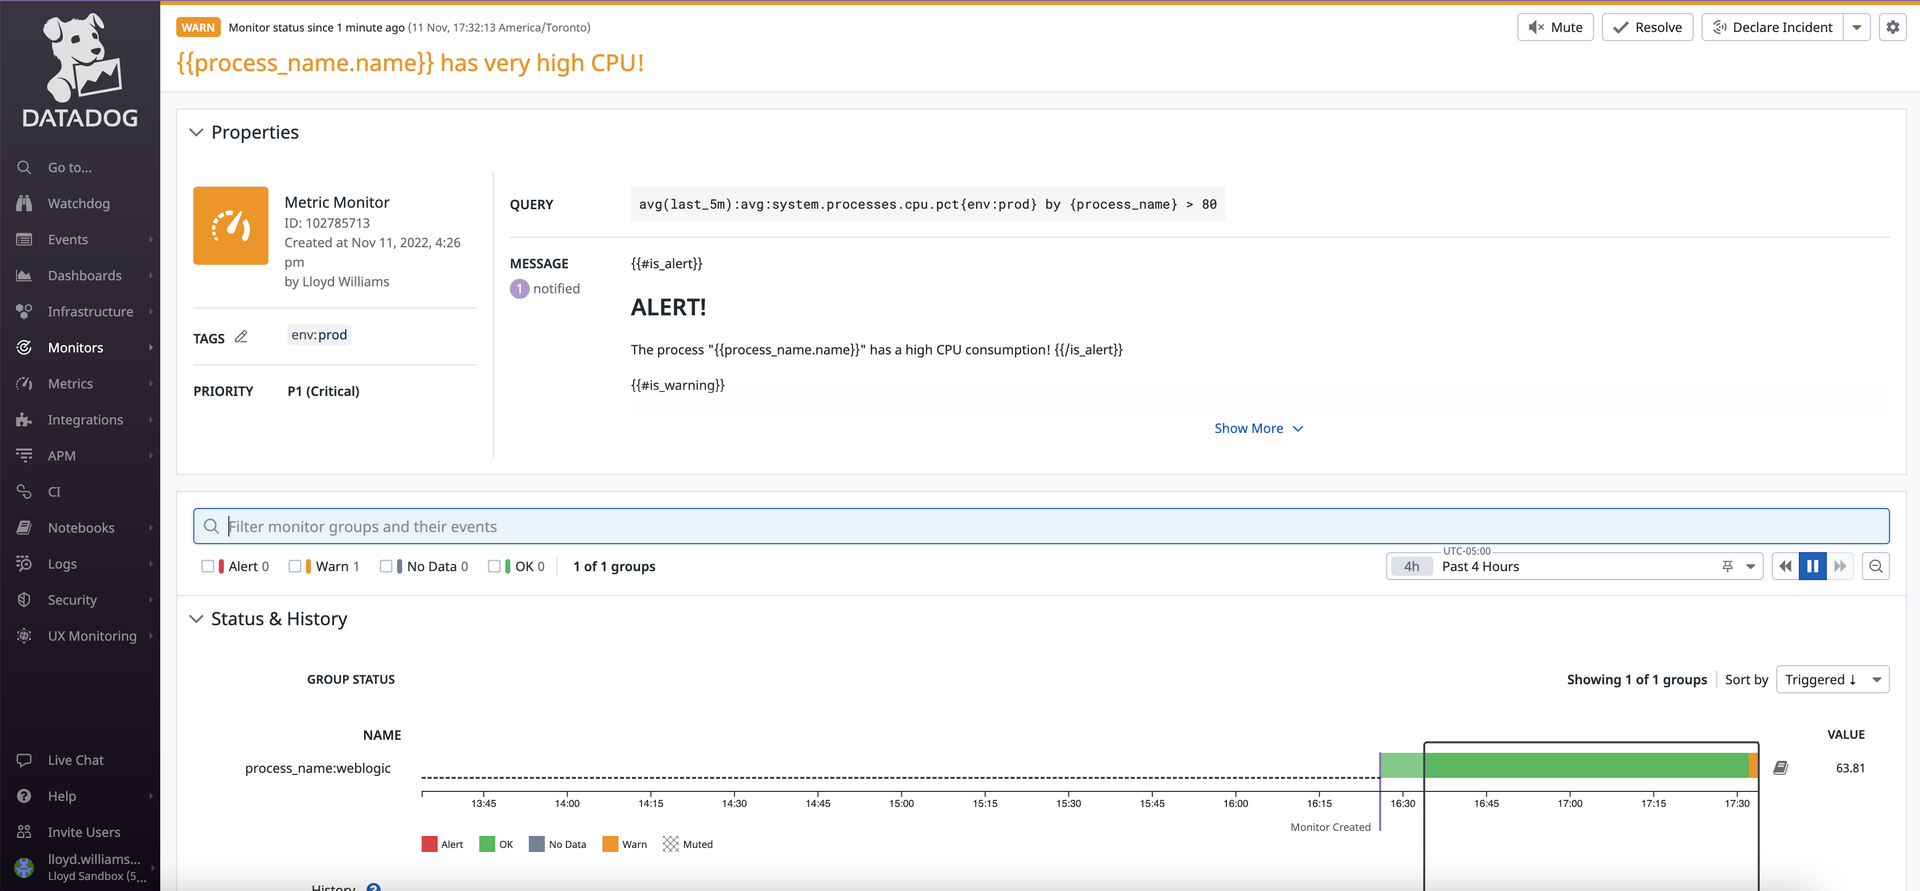 DATADOG
Go to...
Watchdog
Events
Dashboards
Infrastructure
Monitors
Metrics
Integrations
APM
CI
Notebooks
Logs
Security
UX Monitoring
Live Chat
Help
Invite Users
lloyd.williams...
Lloyd Sandbox (5...
WARN Monitor status since 1 minute ago (11 Nov, 17:32:13 America/Toronto)
Mute Resolve Declare Incident
{{process_name.name}} has very high CPU!
Properties
Metric Monitor
ID: 102785713
Created at Nov 11, 2022, 4:26
pm
by Lloyd Williams
TAGS env:prod
PRIORITY P1 (Critical)
QUERY avg(last_5m):avg:system.processes.cpu.pct{env:prod} by {process_name} > 80
MESSAGE
1 notified
{{#is_alert}}
ALERT!
The process "{{process_name.name}}" has a high CPU consumption! {{/is_alert}}
{{#is_warning}}
Show More
Filter monitor groups and their events
Alert 0 Warn 1 No Data 0 OK 0 1 of 1 groups
UTC-05:00
4h Past 4 Hours
Status & History
GROUP STATUS
Showing 1 of 1 groups Sort by Triggered ↓
NAME VALUE
process_name:weblogic 63.81
13:45 14:00 14:15 14:30 14:45 15:00 15:15 15:30 15:45 16:00 16:15 16:30 16:45 17:00 17:15 17:30
Monitor Created
Alert OK No Data Warn Muted
History ?